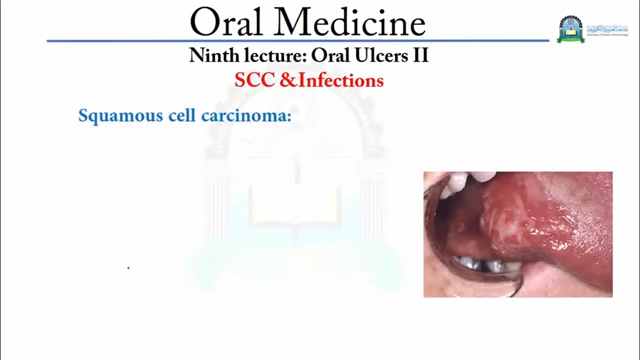 Oral Medicine
Ninth lecture: Oral Ulcers II
SCC &Infections
Squamous cell carcinoma: